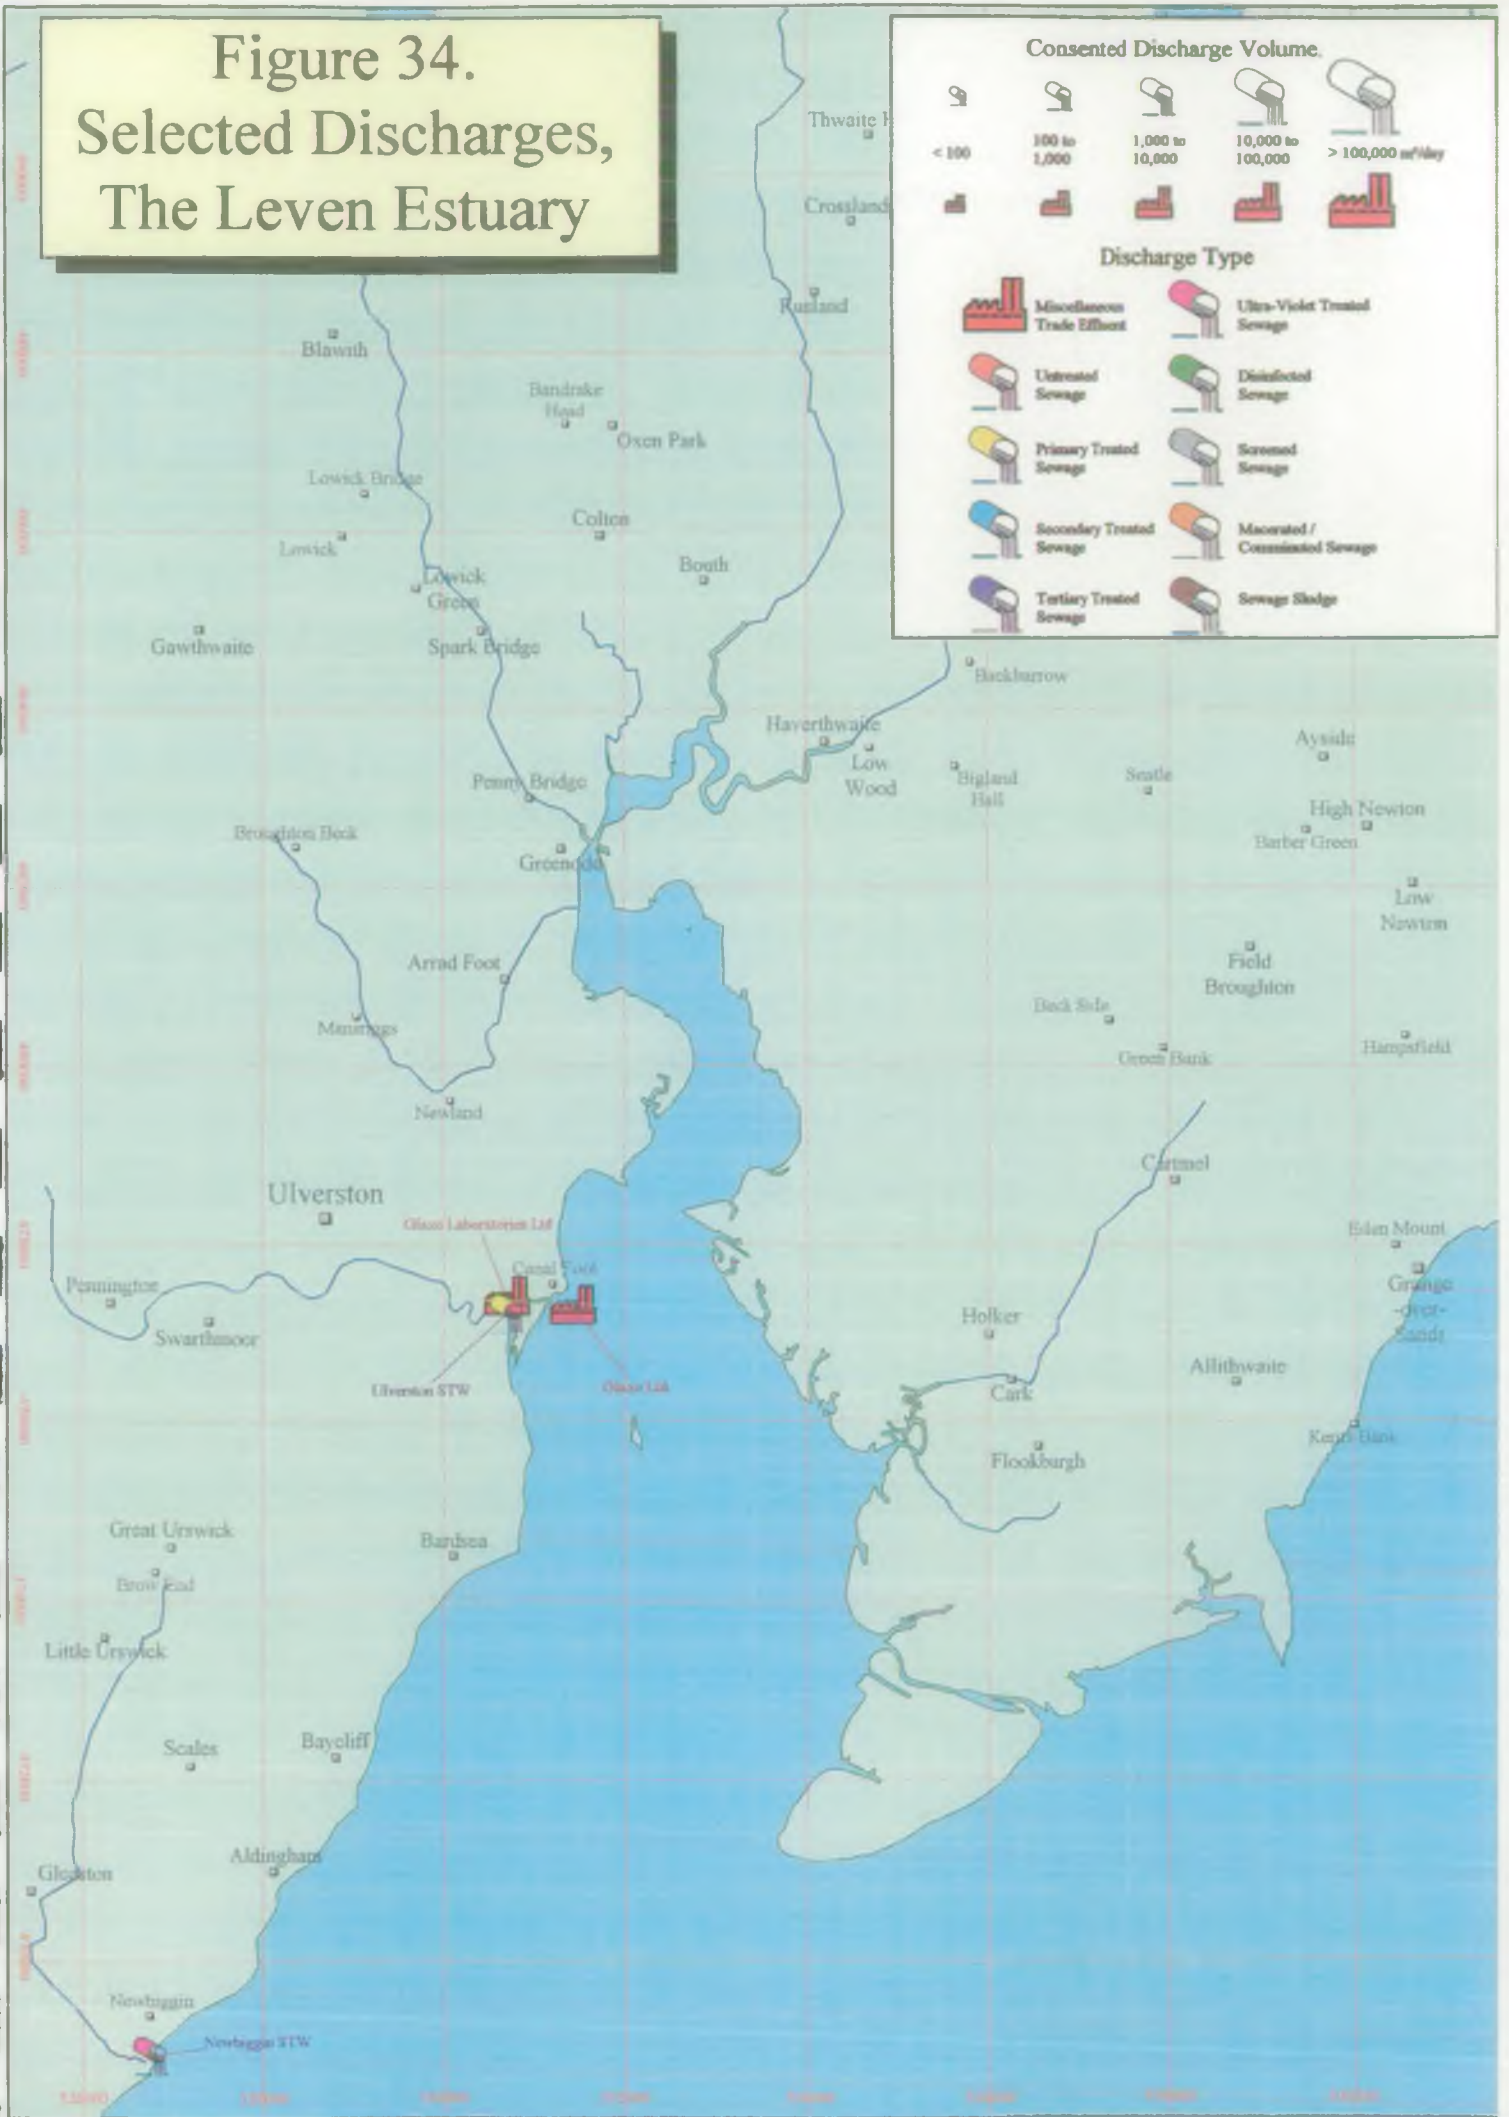 Figure 34.
Selected Discharges,
The Leven Estuary
Consented Discharge Volume.
< 100
100 to
1,000
1,000 to
10,000
10,000 to
100,000
> 100,000 m³/day
Discharge Type
Miscellaneous
Trade Effluent
Ultra-Violet Treated
Sewage
Untreated
Sewage
Disinfected
Sewage
Primary Treated
Sewage
Screened
Sewage
Secondary Treated
Sewage
Macerated /
Comminuted Sewage
Tertiary Treated
Sewage
Sewage Sludge
Thwaite H
Crossland
Rusland
Blawith
Bandrake
Head
Oxen Park
Lowick Bridge
Colton
Lowick
Bouth
Lowick
Green
Gawthwaite
Spark Bridge
Backbarrow
Haverthwaite
Low
Wood
Ayside
Bigland
Hall
Seatle
Penny Bridge
High Newton
Barber Green
Broughton Beck
Greenodd
Low
Newton
Arrad Foot
Field
Broughton
Beck Side
Mansriggs
Green Bank
Hampsfield
Newland
Cartmel
Ulverston
Glaxo Laboratories Ltd
Eden Mount
Canal Foot
Pennington
Grange
-over-
Sands
Swarthmoor
Holker
Allithwaite
Ulverston STW
Glaxo Ltd
Cark
Kents Bank
Flookburgh
Great Urswick
Bardsea
Brow End
Little Urswick
Scales
Baycliff
Aldingham
Gleaston
Newbiggin
Newbiggin STW